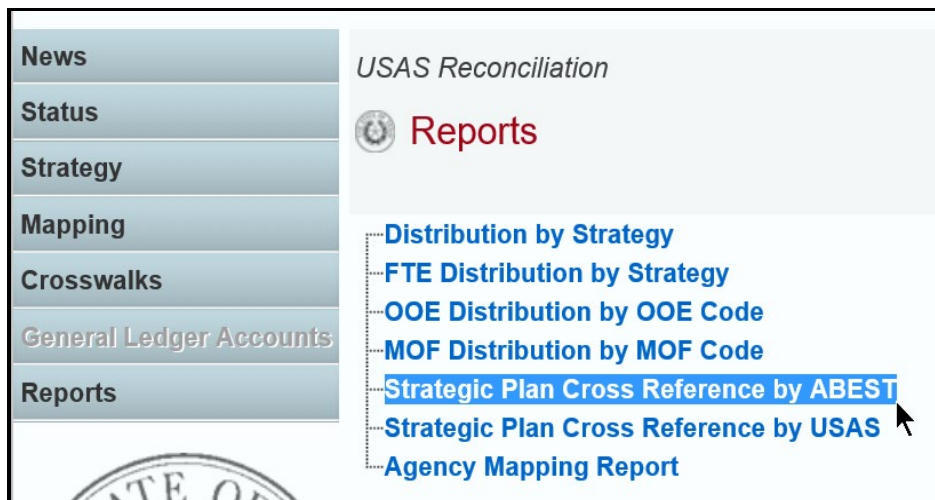 News
Status
Strategy
Mapping
Crosswalks
General Ledger Accounts
Reports
USAS Reconciliation
Reports
Distribution by Strategy
FTE Distribution by Strategy
OOE Distribution by OOE Code
MOF Distribution by MOF Code
Strategic Plan Cross Reference by ABEST
Strategic Plan Cross Reference by USAS
Agency Mapping Report